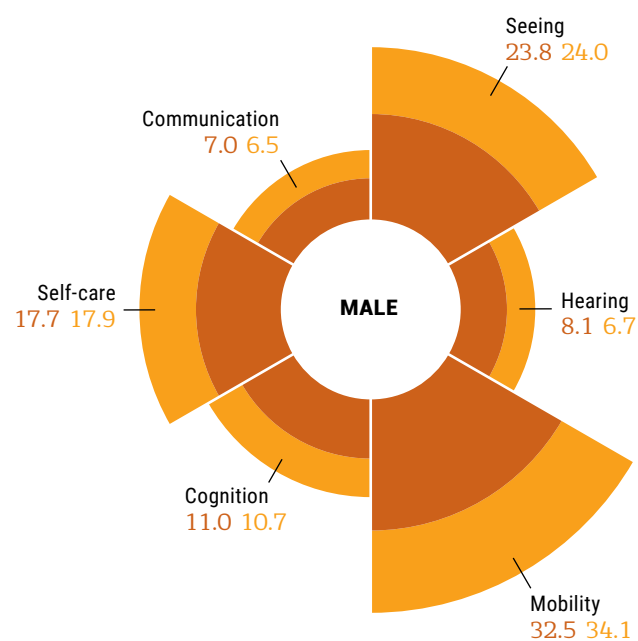 Seeing
23.8 24.0
Communication
7.0 6.5
Hearing
8.1 6.7
MALE
Self-care
17.7 17.9
Cognition
11.0 10.7
Mobility
32.5 34.1